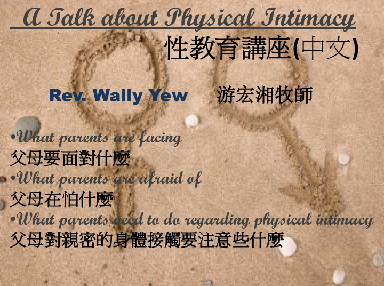 A Talk about Physical Intimacy
性教育講座(中文)
Rev. Wally Yew 游宏湘牧師
•What parents are facing
父母要面對什麼
•What parents are afraid of
父母在怕什麼
•What parents need to do regarding physical intimacy
父母對親密的身體接觸要注意些什麼